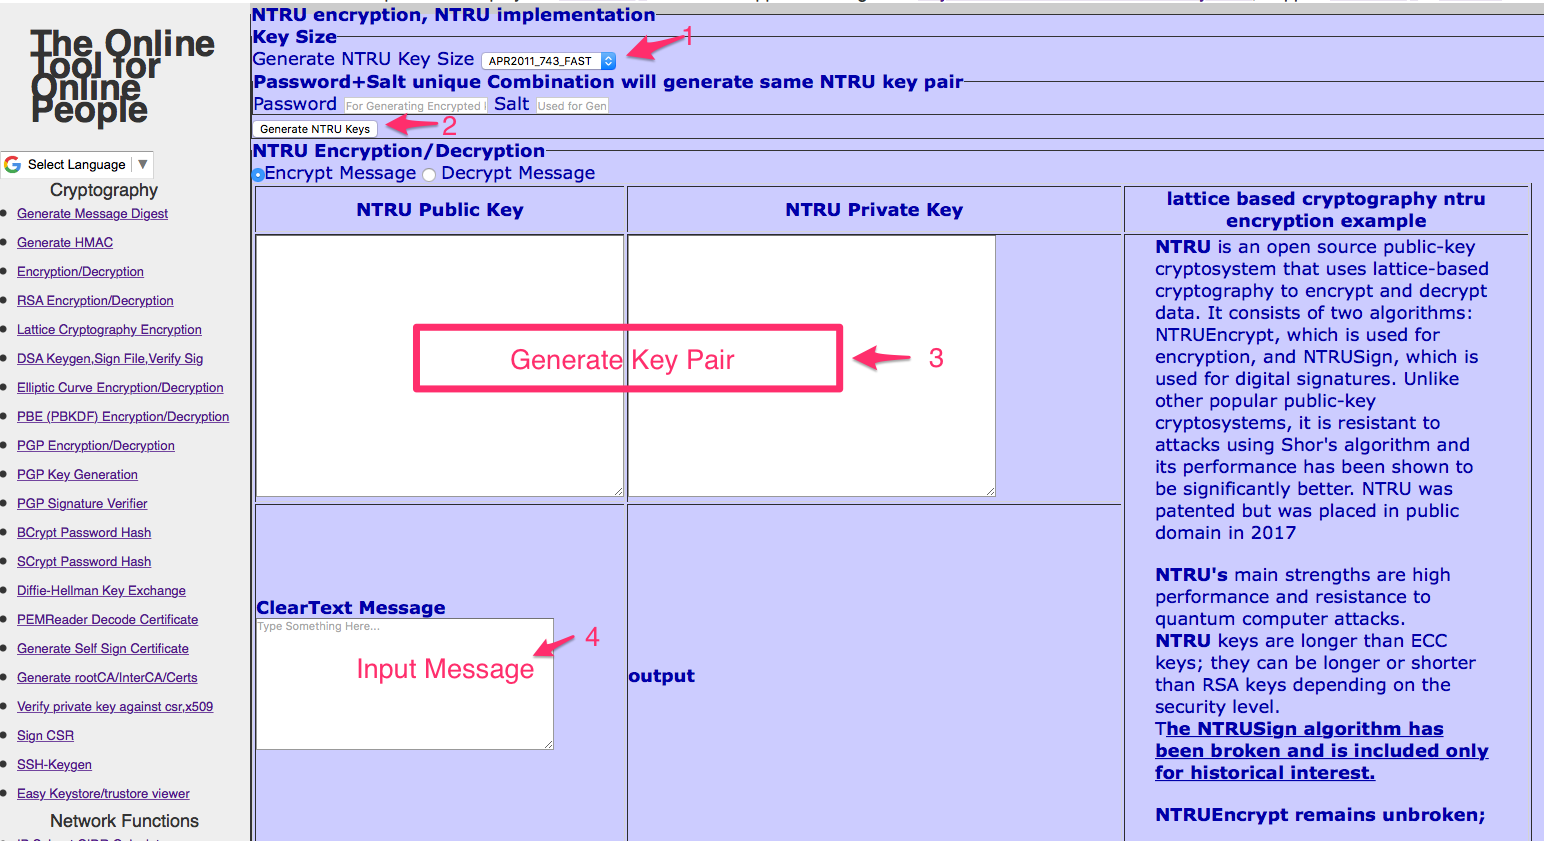 The Online
Tool for
Online
People
Select Language ▼
Cryptography
Generate Message Digest
Generate HMAC
Encryption/Decryption
RSA Encryption/Decryption
Lattice Cryptography Encryption
DSA Keygen,Sign File,Verify Sig
Elliptic Curve Encryption/Decryption
PBE (PBKDF) Encryption/Decryption
PGP Encryption/Decryption
PGP Key Generation
PGP Signature Verifier
BCrypt Password Hash
SCrypt Password Hash
Diffie-Hellman Key Exchange
PEMReader Decode Certificate
Generate Self Sign Certificate
Generate rootCA/InterCA/Certs
Verify private key against csr,x509
Sign CSR
SSH-Keygen
Easy Keystore/trustore viewer
Network Functions
NTRU encryption, NTRU implementation
Key Size
Generate NTRU Key Size APR2011_743_FAST
1
Password+Salt unique Combination will generate same NTRU key pair
Password For Generating Encrypted Salt Used for Gen
Generate NTRU Keys
2
NTRU Encryption/Decryption
Encrypt Message Decrypt Message
NTRU Public Key
NTRU Private Key
Generate Key Pair
3
ClearText Message
Type Something Here...
Input Message
4
output
lattice based cryptography ntru
encryption example
NTRU is an open source public-key
cryptosystem that uses lattice-based
cryptography to encrypt and decrypt
data. It consists of two algorithms:
NTRUEncrypt, which is used for
encryption, and NTRUSign, which is
used for digital signatures. Unlike
other popular public-key
cryptosystems, it is resistant to
attacks using Shor's algorithm and
its performance has been shown to
be significantly better. NTRU was
patented but was placed in public
domain in 2017
NTRU's main strengths are high
performance and resistance to
quantum computer attacks.
NTRU keys are longer than ECC
keys; they can be longer or shorter
than RSA keys depending on the
security level.
The NTRUSign algorithm has
been broken and is included only
for historical interest.
NTRUEncrypt remains unbroken;